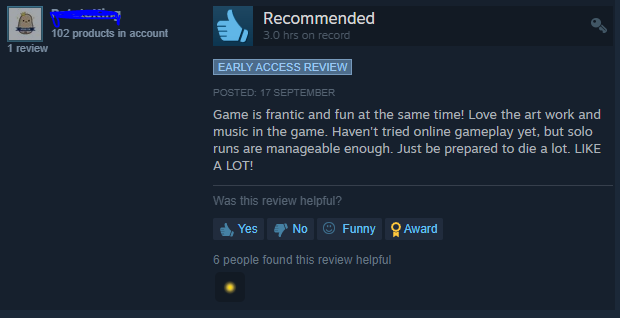 Recommended
3.0 hrs on record
102 products in account
1 review
EARLY ACCESS REVIEW
POSTED: 17 SEPTEMBER
Game is frantic and fun at the same time! Love the art work and
music in the game. Haven't tried online gameplay yet, but solo
runs are manageable enough. Just be prepared to die a lot. LIKE
A LOT!
Was this review helpful?
Yes No Funny Award
6 people found this review helpful